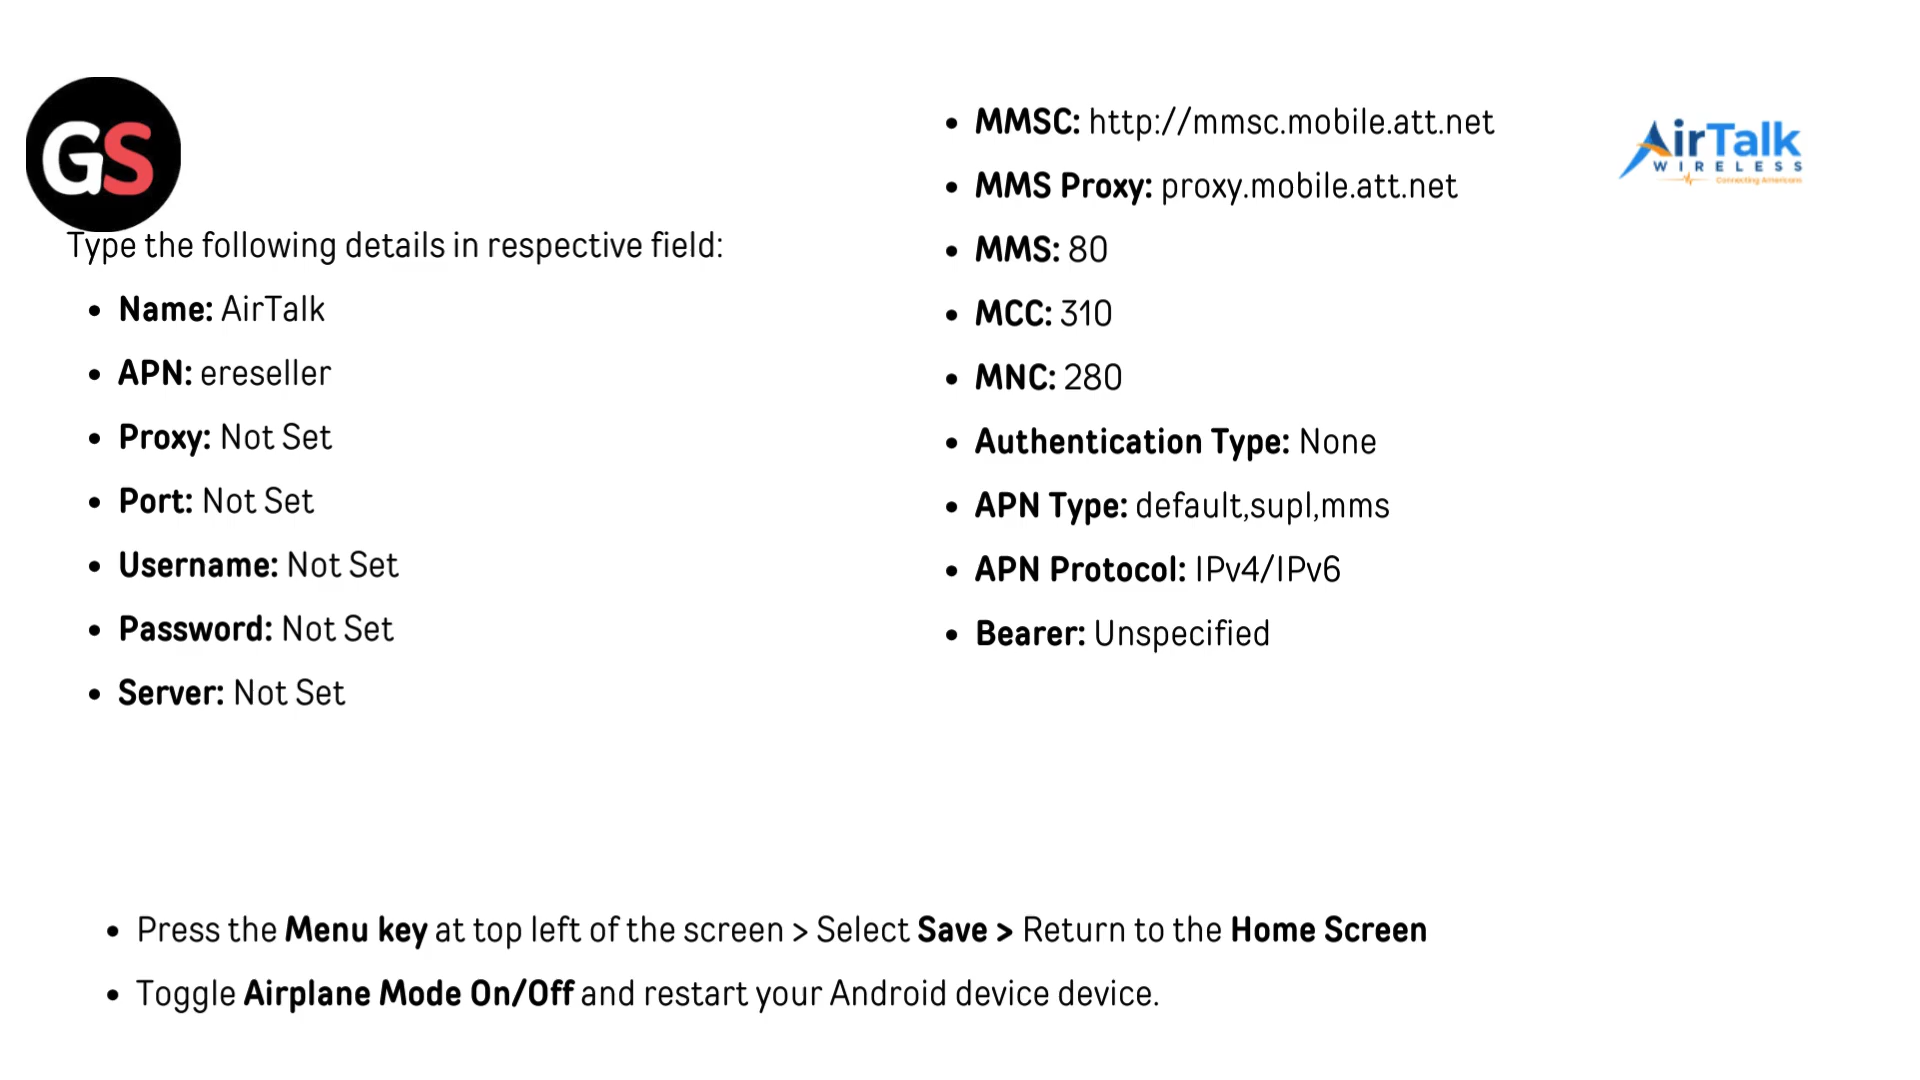 GS
Type the following details in respective field:
• Name: AirTalk
• APN: ereseller
• Proxy: Not Set
• Port: Not Set
• Username: Not Set
• Password: Not Set
• Server: Not Set
• MMSC: http://mmsc.mobile.att.net
• MMS Proxy: proxy.mobile.att.net
• MMS: 80
• MCC: 310
• MNC: 280
• Authentication Type: None
• APN Type: default,supl,mms
• APN Protocol: IPv4/IPv6
• Bearer: Unspecified
AirTalk
WIRELESS
Connecting Americans
• Press the Menu key at top left of the screen > Select Save > Return to the Home Screen
• Toggle Airplane Mode On/Off and restart your Android device device.